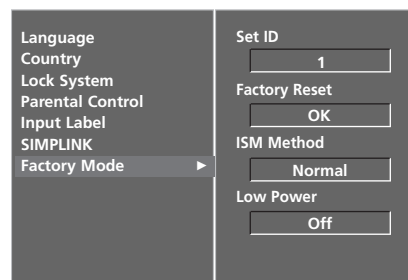 Language
Country
Lock System
Parental Control
Input Label
SIMPLINK
Factory Mode ►
Set ID
1
Factory Reset
OK
ISM Method
Normal
Low Power
Off